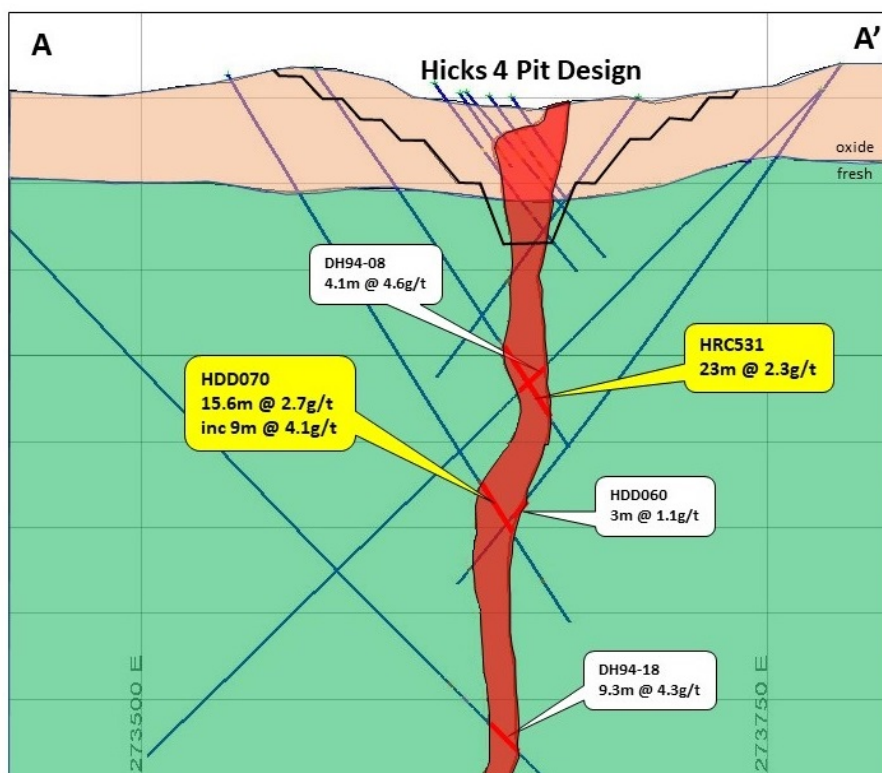 A
A'
Hicks 4 Pit Design
oxide
fresh
DH94-08
4.1m @ 4.6g/t
HRC531
23m @ 2.3g/t
HDD070
15.6m @ 2.7g/t
inc 9m @ 4.1g/t
HDD060
3m @ 1.1g/t
DH94-18
9.3m @ 4.3g/t
273500 E
273750 E